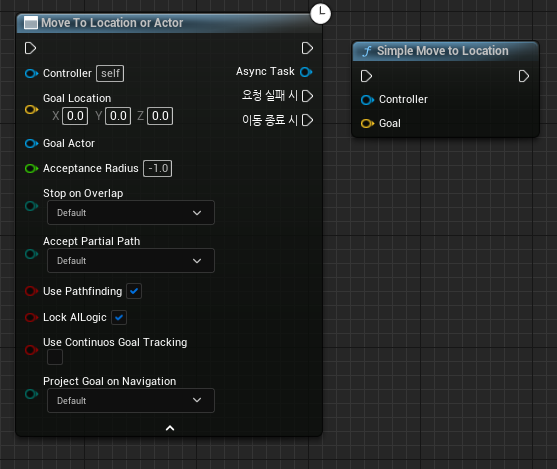 Move To Location or Actor
Controller self
Async Task
Goal Location
X 0.0 Y 0.0 Z 0.0
요청 실패 시
이동 종료 시
Goal Actor
Acceptance Radius -1.0
Stop on Overlap
Default
Accept Partial Path
Default
Use Pathfinding
Lock AILogic
Use Continuos Goal Tracking
Project Goal on Navigation
Default
f Simple Move to Location
Controller
Goal